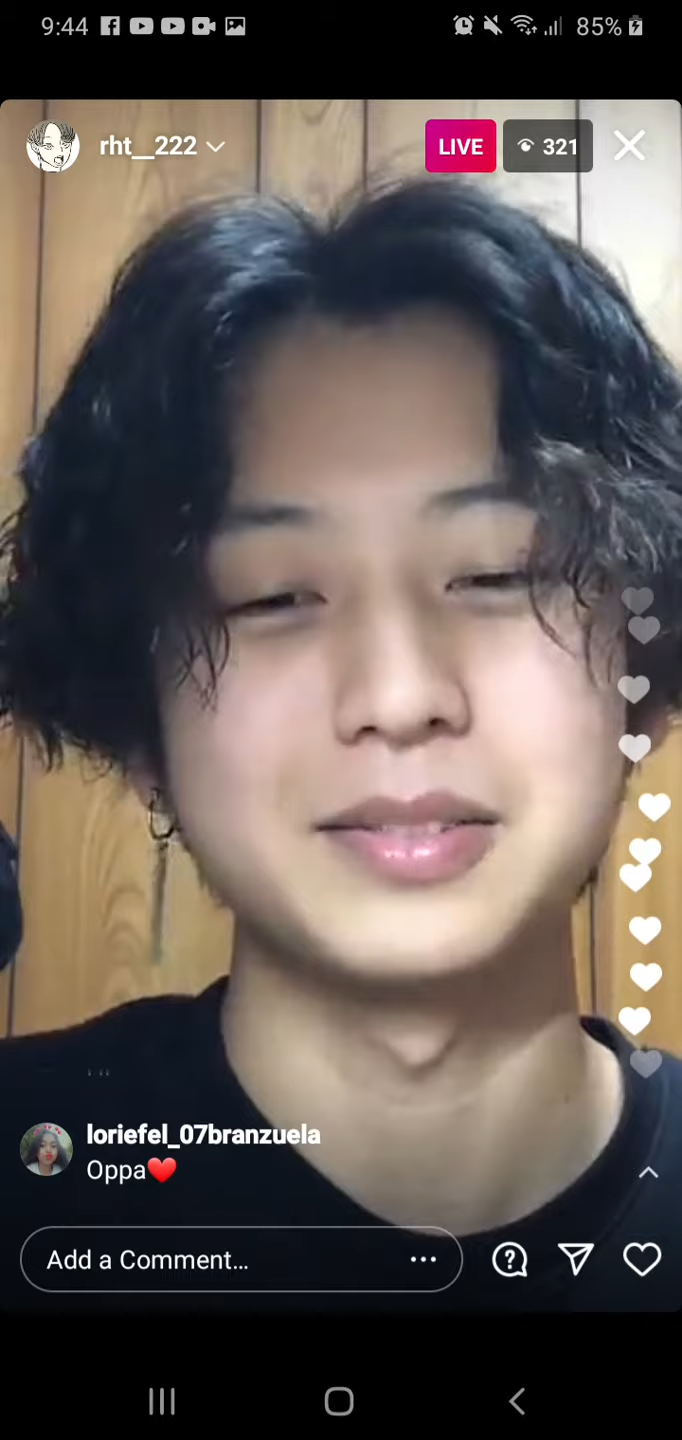 9:44
85%
rht__222
LIVE
321
loriefel_07branzuela
Oppa❤️
Add a Comment...